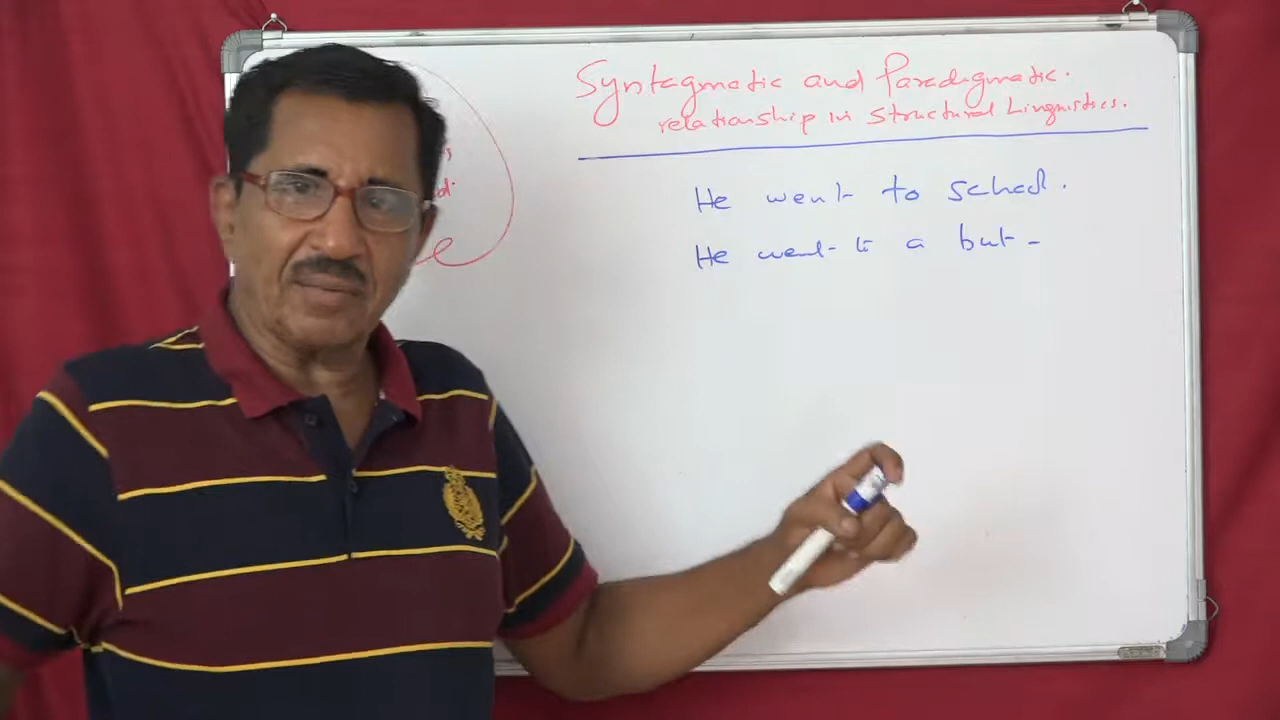 Syntagmatic and Paradigmatic.
relationship in Structural Linguistics.
He went to school.
He went to a but -